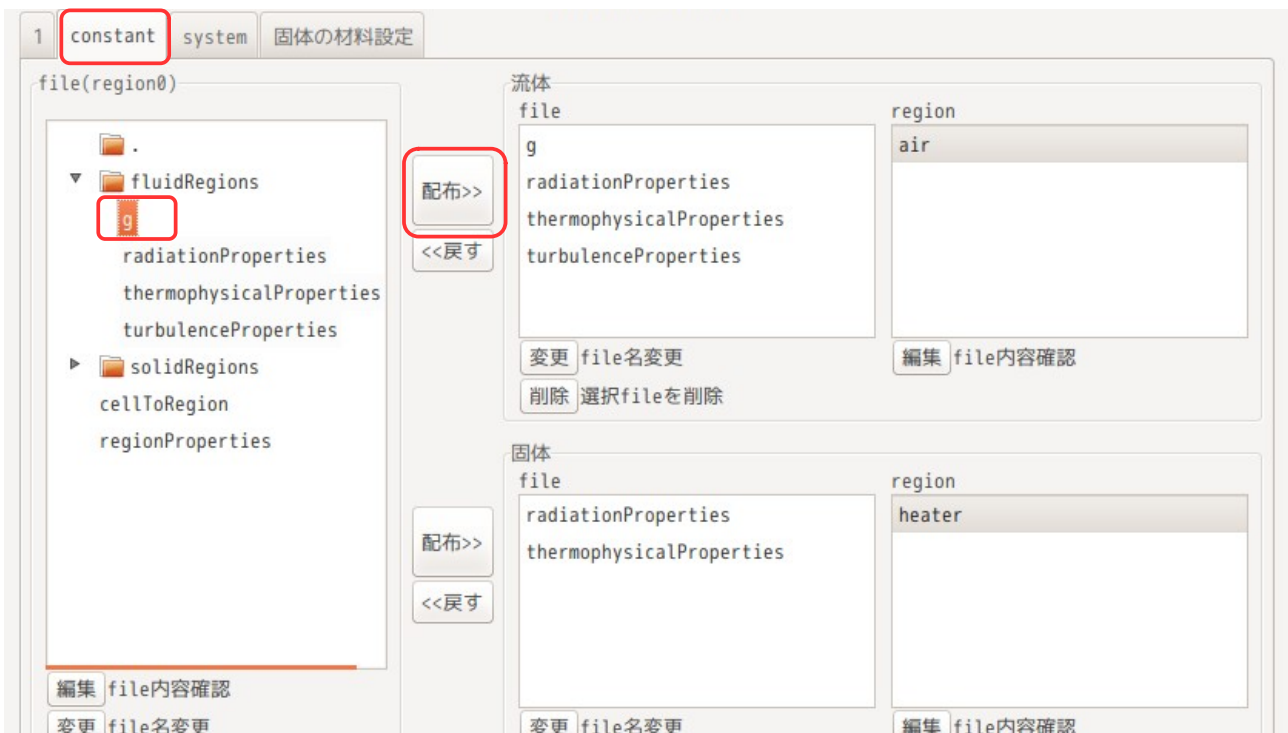 1 constant system 固体の材料設定
file(region0)
.
fluidRegions
g
radiationProperties
thermophysicalProperties
turbulenceProperties
solidRegions
cellToRegion
regionProperties
編集 file内容確認
変更 file名変更
配布>>
<<戻す
流体
file
g
radiationProperties
thermophysicalProperties
turbulenceProperties
変更 file名変更
削除 選択fileを削除
region
air
編集 file内容確認
配布>>
<<戻す
固体
file
radiationProperties
thermophysicalProperties
変更 file名変更
region
heater
編集 file内容確認